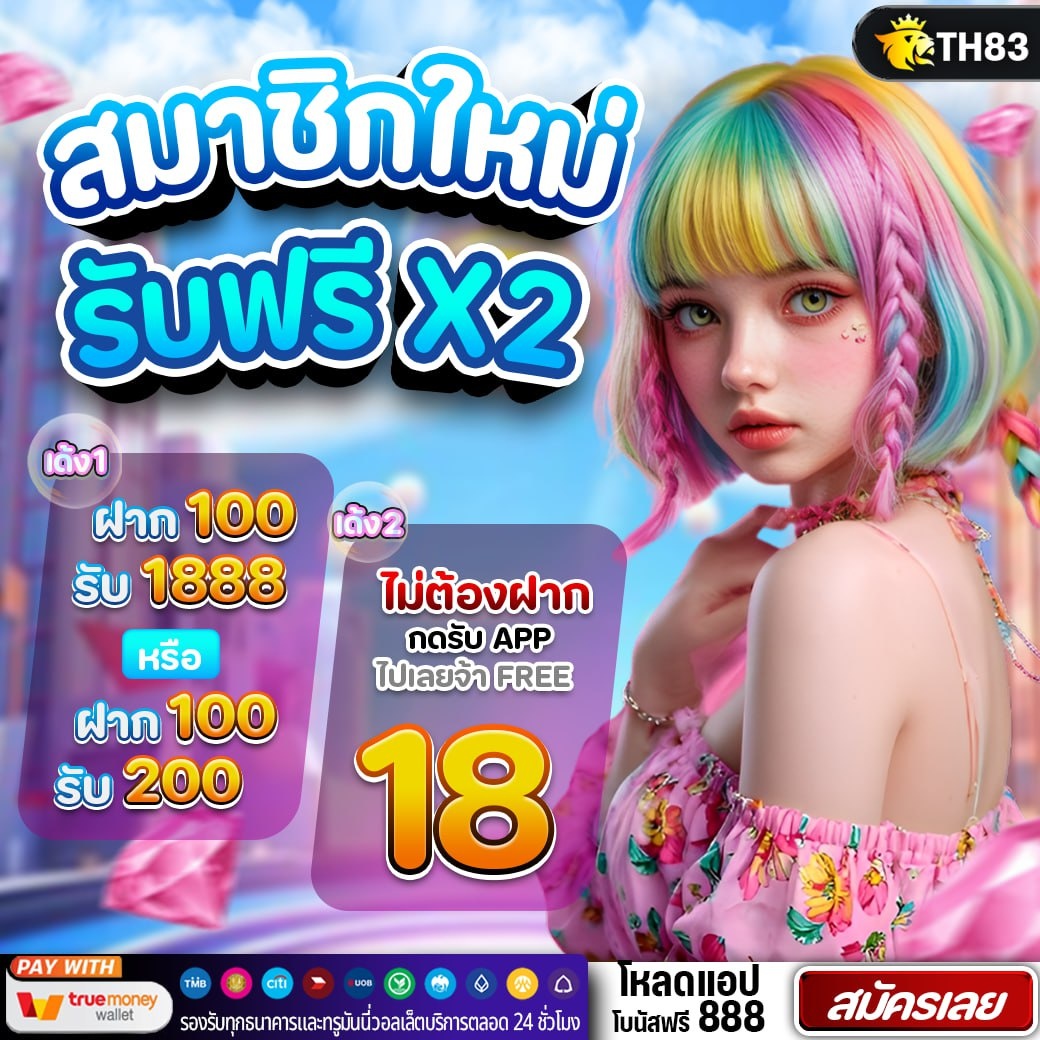 TH83
สมาชิกใหม่
รับฟรี X2
เด้ง1
ฝาก 100
รับ 1888
หรือ
ฝาก 100
รับ 200
เด้ง2
ไม่ต้องฝาก
กดรับ APP
ไปเลยจ้า FREE
18
PAY WITH
truemoney
wallet
TMB
citi
UOB
รองรับทุกธนาคารและทรูมันนี่วอลเล็ตบริการตลอด 24 ชั่วโมง
โหลดแอป
โบนัสฟรี 888
สมัครเลย